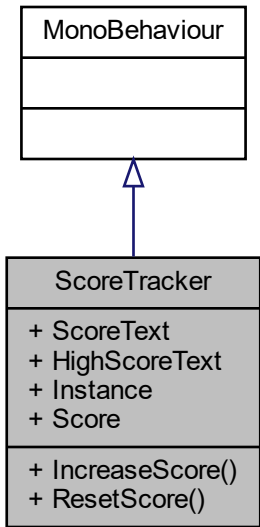 MonoBehaviour
ScoreTracker
+ ScoreText
+ HighScoreText
+ Instance
+ Score
+ IncreaseScore()
+ ResetScore()